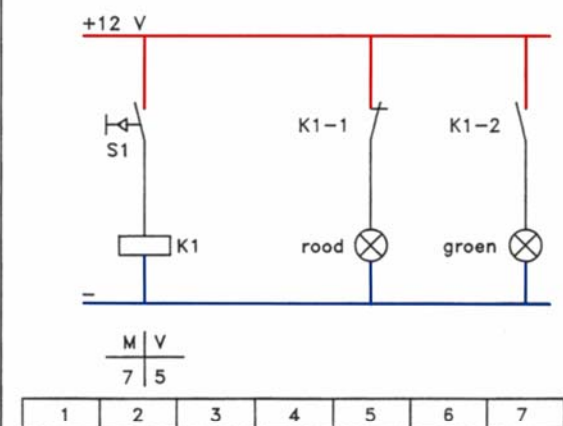 +12 V
K1-1 K1-2
S1
K1 rood groen
–
M V
7 5
1 2 3 4 5 6 7